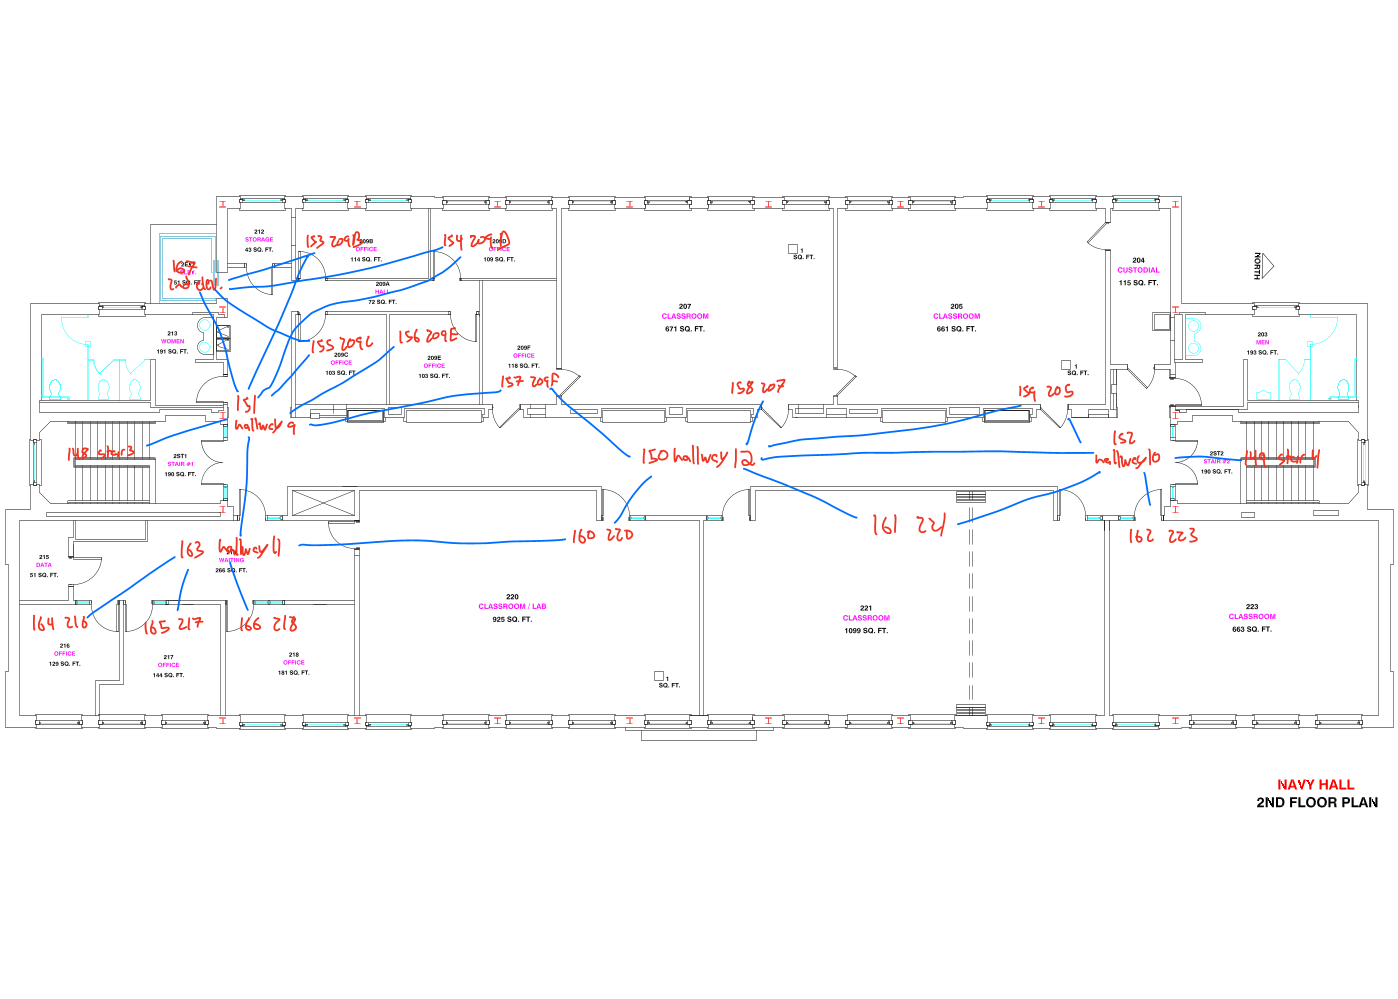 212
STORAGE
43 SQ. FT.
153 209B
OFFICE
114 SQ. FT.
154 209D
OFFICE
109 SQ. FT.
1
SQ. FT.
204
CUSTODIAL
115 SQ. FT.
NORTH
167
2nd elev.
209A
HALL
72 SQ. FT.
207
CLASSROOM
671 SQ. FT.
205
CLASSROOM
661 SQ. FT.
213
WOMEN
191 SQ. FT.
203
MEN
193 SQ. FT.
155 209C
209C
OFFICE
103 SQ. FT.
156 209E
209E
OFFICE
103 SQ. FT.
209F
OFFICE
118 SQ. FT.
1
SQ. FT.
157 209F
158 207
159 205
151
hallway 9
148 stair3
2ST1
STAIR #1
190 SQ. FT.
150 hallway 12
152
hallway 10
2ST2
STAIR #2
190 SQ. FT.
149 stair 4
160 220
161 221
162 223
163 hallway 11
WAITING
266 SQ. FT.
215
DATA
51 SQ. FT.
164 216
165 217
166 218
216
OFFICE
129 SQ. FT.
217
OFFICE
144 SQ. FT.
218
OFFICE
181 SQ. FT.
220
CLASSROOM / LAB
925 SQ. FT.
221
CLASSROOM
1099 SQ. FT.
223
CLASSROOM
663 SQ. FT.
1
SQ. FT.
NAVY HALL
2ND FLOOR PLAN